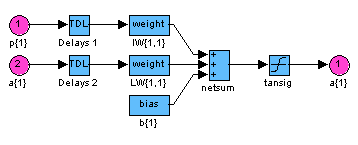 1
TDL
weight
p{1}
Delays 1
IW{1,1}
2
TDL
weight
+
+
+
1
a{1}
Delays 2
LW{1,1}
netsum
tansig
a{1}
bias
b{1}